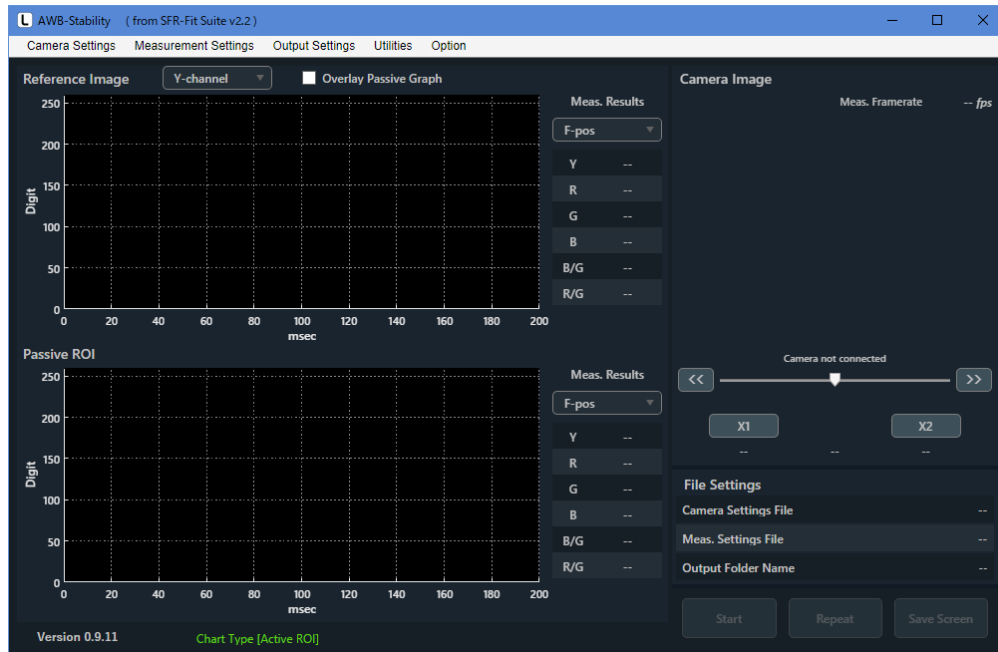 L AWB-Stability ( from SFR-Fit Suite v2.2 )
Camera Settings Measurement Settings Output Settings Utilities Option
Reference Image Y-channel Overlay Passive Graph
Meas. Results
F-pos
Y --
R --
G --
B --
B/G --
R/G --
250
200
150
100
50
0
Digit
0 20 40 60 80 100 120 140 160 180 200
msec
Passive ROI
Meas. Results
F-pos
Y --
R --
G --
B --
B/G --
R/G --
250
200
150
100
50
0
Digit
0 20 40 60 80 100 120 140 160 180 200
msec
Version 0.9.11 Chart Type [Active ROI]
Camera Image
Meas. Framerate -- fps
Camera not connected
<< >>
X1 X2
-- -- --
File Settings
Camera Settings File --
Meas. Settings File --
Output Folder Name --
Start Repeat Save Screen